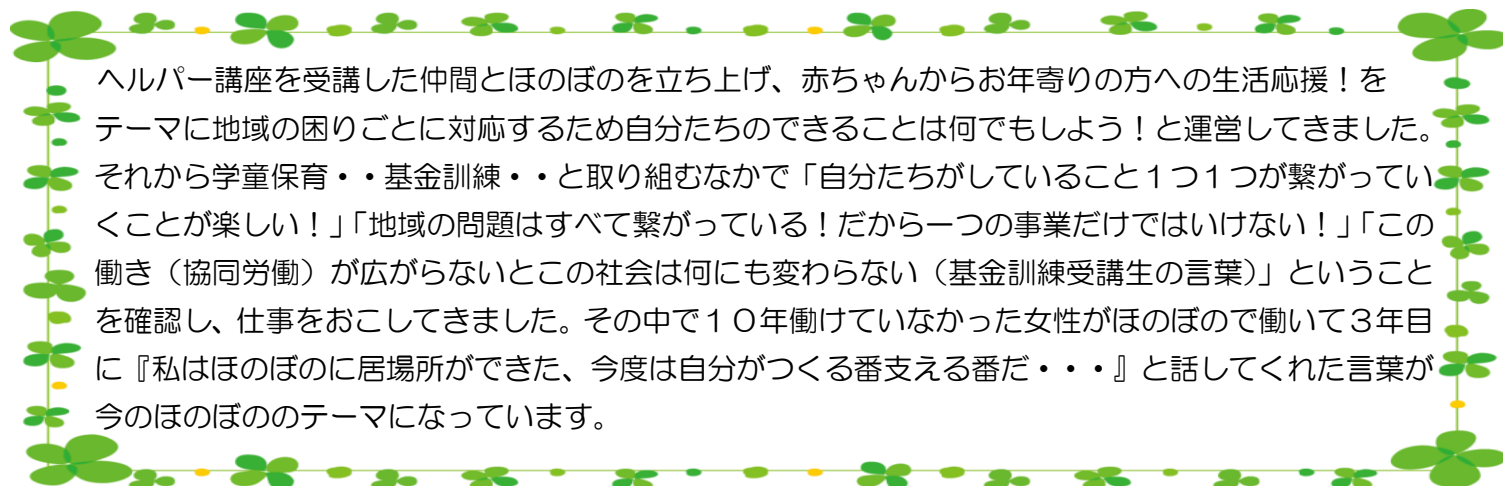 ヘルパー講座を受講した仲間とほのぼのを立ち上げ、赤ちゃんからお年寄りの方への生活応援！を
テーマに地域の困りごとに対応するため自分たちのできることは何でもしよう！と運営してきました。
それから学童保育・・基金訓練・・と取り組むなかで「自分たちがしていること１つ１つが繋がってい
くことが楽しい！」「地域の問題はすべて繋がっている！だから一つの事業だけではいけない！」「この
働き（協同労働）が広がらないとこの社会は何にも変わらない（基金訓練受講生の言葉）」ということ
を確認し、仕事をおこしてきました。その中で１０年働けていなかった女性がほのぼので働いて３年目
に『私はほのぼのに居場所ができた、今度は自分がつくる番支える番だ・・・』と話してくれた言葉が
今のほのぼののテーマになっています。